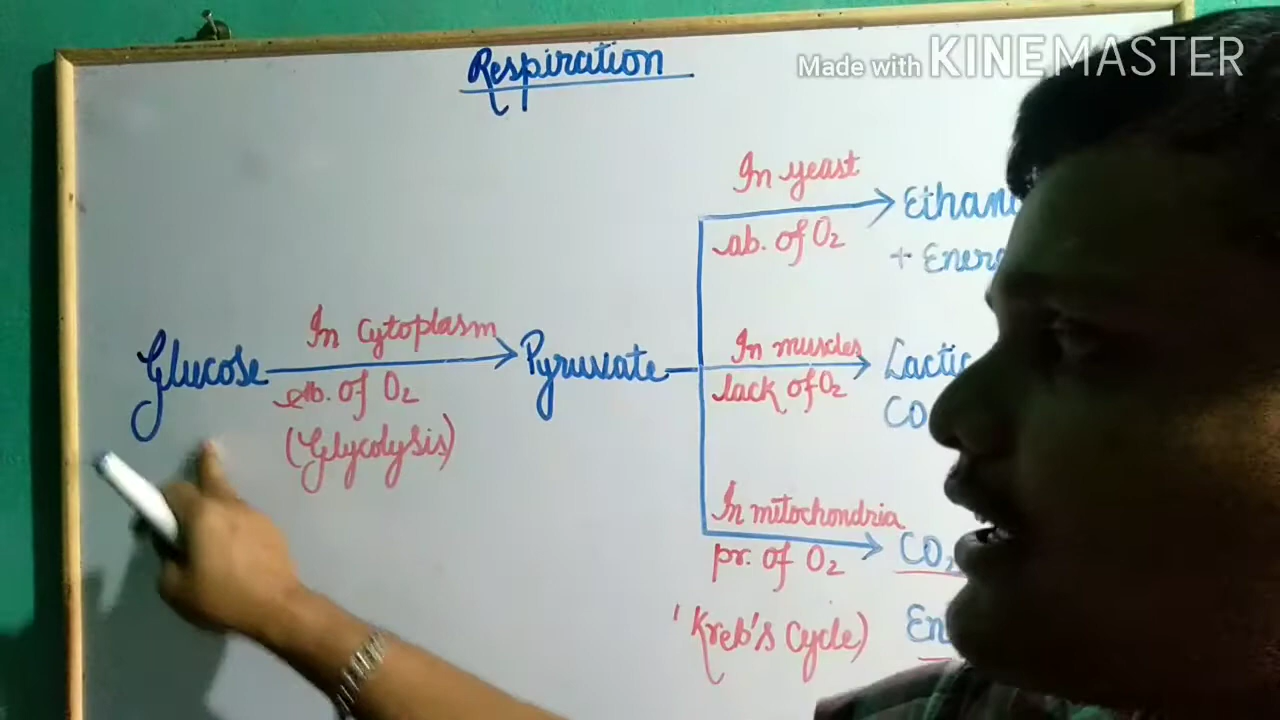 Respiration
Made with KINEMASTER
In yeast
ab. of O₂
+
In cytoplasm
Glucose
Pyruvate
ab. of O₂
(Glycolysis)
In muscles
lack of O₂
In mitochondria
pr. of O₂
CO₂
Kreb's Cycle)